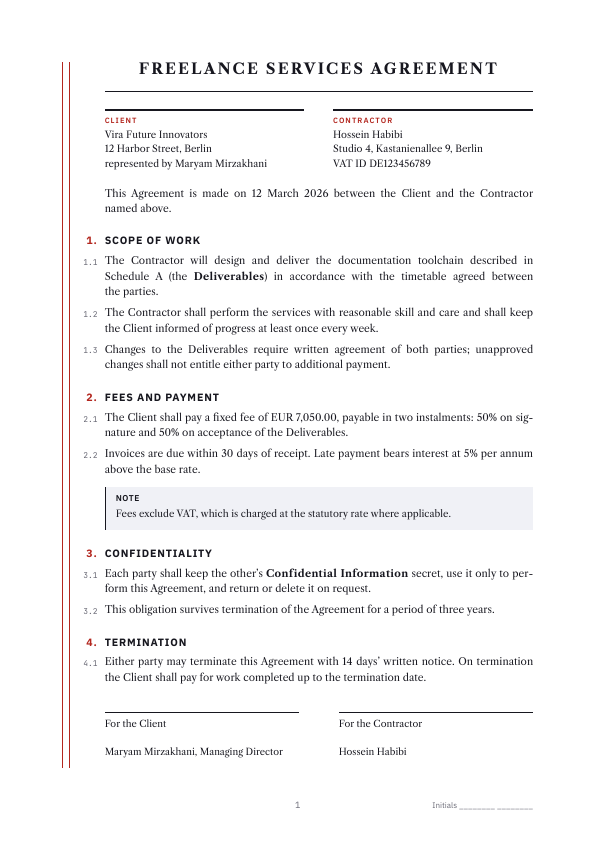 FREELANCE SERVICES AGREEMENT
CLIENT
Vira Future Innovators
12 Harbor Street, Berlin
represented by Maryam Mirzakhani
CONTRACTOR
Hossein Habibi
Studio 4, Kastanienallee 9, Berlin
VAT ID DE123456789
This Agreement is made on 12 March 2026 between the Client and the Contractor
named above.
1. SCOPE OF WORK
1.1 The Contractor will design and deliver the documentation toolchain described in
Schedule A (the Deliverables) in accordance with the timetable agreed between
the parties.
1.2 The Contractor shall perform the services with reasonable skill and care and shall keep
the Client informed of progress at least once every week.
1.3 Changes to the Deliverables require written agreement of both parties; unapproved
changes shall not entitle either party to additional payment.
2. FEES AND PAYMENT
2.1 The Client shall pay a fixed fee of EUR 7,050.00, payable in two instalments: 50% on sig-
nature and 50% on acceptance of the Deliverables.
2.2 Invoices are due within 30 days of receipt. Late payment bears interest at 5% per annum
above the base rate.
NOTE
Fees exclude VAT, which is charged at the statutory rate where applicable.
3. CONFIDENTIALITY
3.1 Each party shall keep the other's Confidential Information secret, use it only to per-
form this Agreement, and return or delete it on request.
3.2 This obligation survives termination of the Agreement for a period of three years.
4. TERMINATION
4.1 Either party may terminate this Agreement with 14 days' written notice. On termination
the Client shall pay for work completed up to the termination date.
For the Client
Maryam Mirzakhani, Managing Director
For the Contractor
Hossein Habibi
1
Initials ________ ________